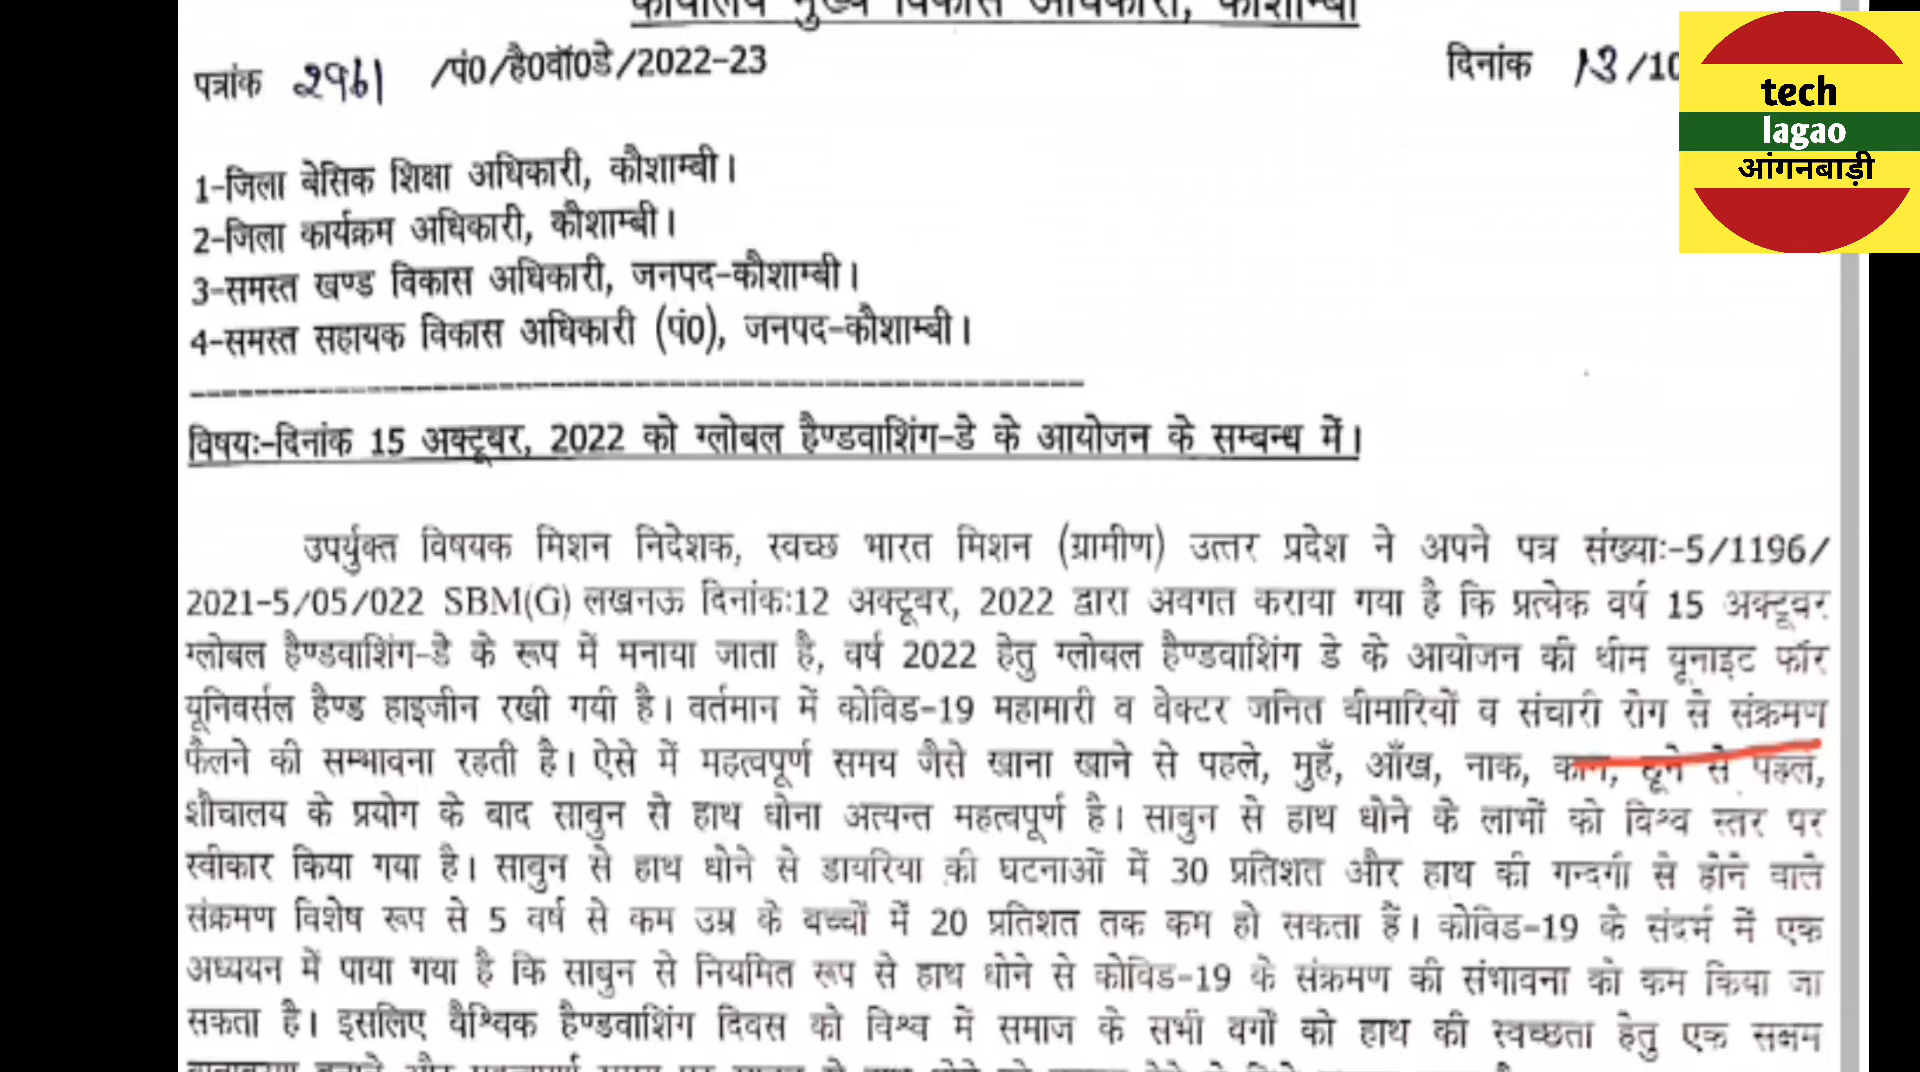 कार्यालय मुख्य विकास अधिकारी, कौशाम्बी
पत्रांक 2961 /पं0/है0वॉ0डे/2022-23 दिनांक 13/10
tech
lagao
आंगनबाड़ी
1-जिला बेसिक शिक्षा अधिकारी, कौशाम्बी।
2-जिला कार्यक्रम अधिकारी, कौशाम्बी।
3-समस्त खण्ड विकास अधिकारी, जनपद-कौशाम्बी।
4-समस्त सहायक विकास अधिकारी (पं0), जनपद-कौशाम्बी।
विषयः-दिनांक 15 अक्टूबर, 2022 को ग्लोबल हैण्डवाशिंग-डे के आयोजन के सम्बन्ध में।
उपर्युक्त विषयक मिशन निदेशक, स्वच्छ भारत मिशन (ग्रामीण) उत्तर प्रदेश ने अपने पत्र संख्याः-5/1196/
2021-5/05/022 SBM(G) लखनऊ दिनांकः12 अक्टूबर, 2022 द्वारा अवगत कराया गया है कि प्रत्येक वर्ष 15 अक्टूवर
ग्लोबल हैण्डवाशिंग-डे के रूप में मनाया जाता है, वर्ष 2022 हेतु ग्लोबल हैण्डवाशिंग डे के आयोजन की थीम यूनाइट फॉर
यूनिवर्सल हैण्ड हाइजीन रखी गयी है। वर्तमान में कोविड-19 महामारी व वेक्टर जनित बीमारियों व संचारी रोग से संक्रमण
फैलने की सम्भावना रहती है। ऐसे में महत्वपूर्ण समय जैसे खाना खाने से पहले, मुहँ, आँख, नाक, कान, छूने से पहले,
शौचालय के प्रयोग के बाद साबुन से हाथ धोना अत्यन्त महत्वपूर्ण है। साबुन से हाथ धोने के लाभों को विश्व स्तर पर
स्वीकार किया गया है। साबुन से हाथ धोने से डायरिया की घटनाओं में 30 प्रतिशत और हाथ की गन्दगी से होने वाले
संक्रमण विशेष रूप से 5 वर्ष से कम उम्र के बच्चों में 20 प्रतिशत तक कम हो सकता हैं। कोविड-19 के संदर्भ में एक
अध्ययन में पाया गया है कि साबुन से नियमित रूप से हाथ धोने से कोविड-19 के संक्रमण की संभावना को कम किया जा
सकता है। इसलिए वैश्विक हैण्डवाशिंग दिवस को विश्व में समाज के सभी वर्गों को हाथ की स्वच्छता हेतु एक सक्षम